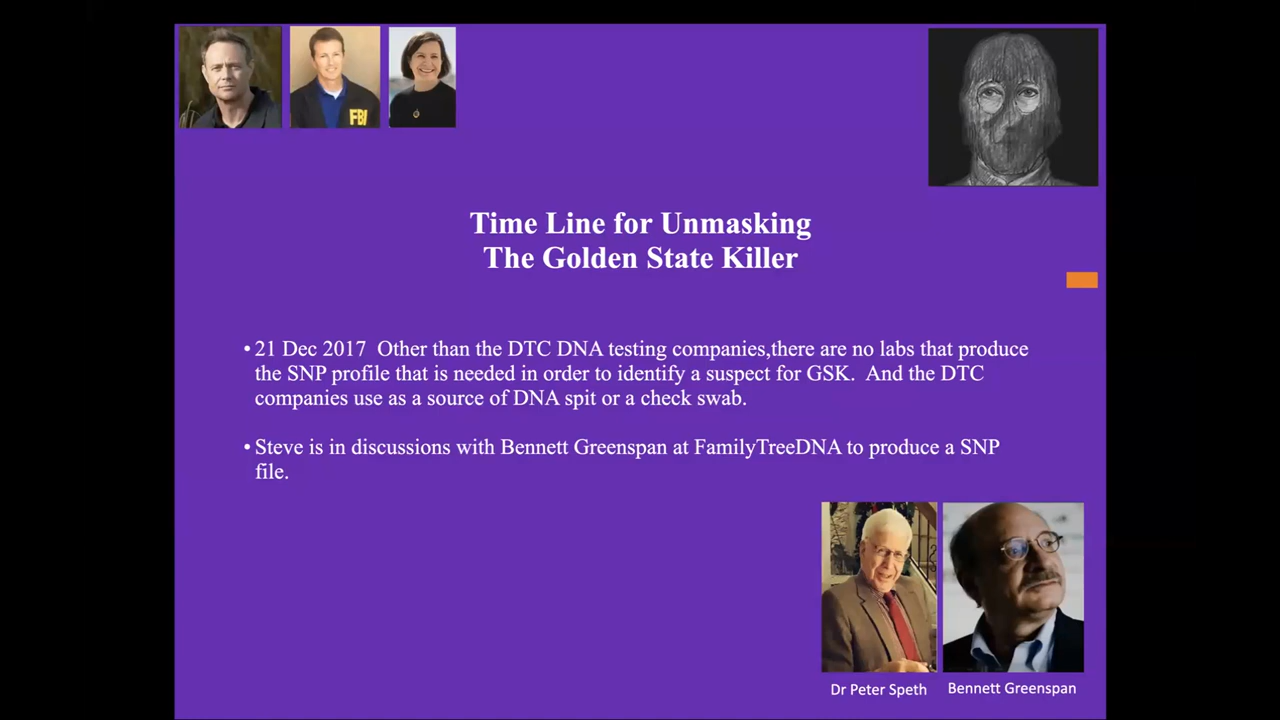 FBI
Time Line for Unmasking
The Golden State Killer
• 21 Dec 2017  Other than the DTC DNA testing companies,there are no labs that produce
the SNP profile that is needed in order to identify a suspect for GSK.  And the DTC
companies use as a source of DNA spit or a check swab.
• Steve is in discussions with Bennett Greenspan at FamilyTreeDNA to produce a SNP
file.
Dr Peter Speth
Bennett Greenspan